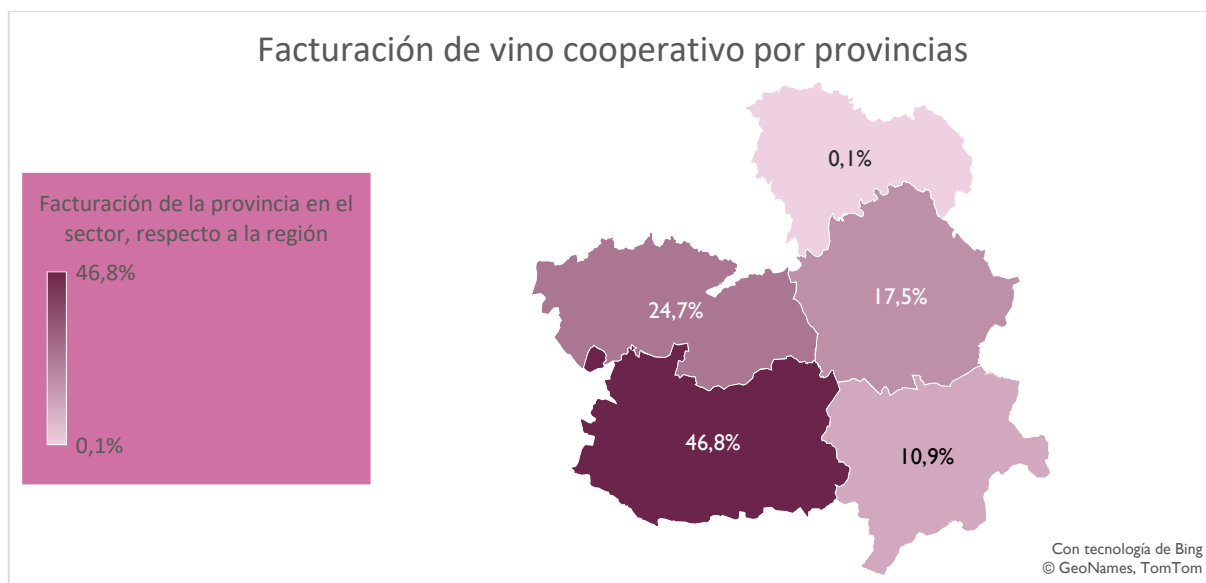 Facturación de vino cooperativo por provincias
Facturación de la provincia en el
sector, respecto a la región
46,8%
0,1%
0,1%
17,5%
24,7%
46,8%
10,9%
Con tecnología de Bing
© GeoNames, TomTom